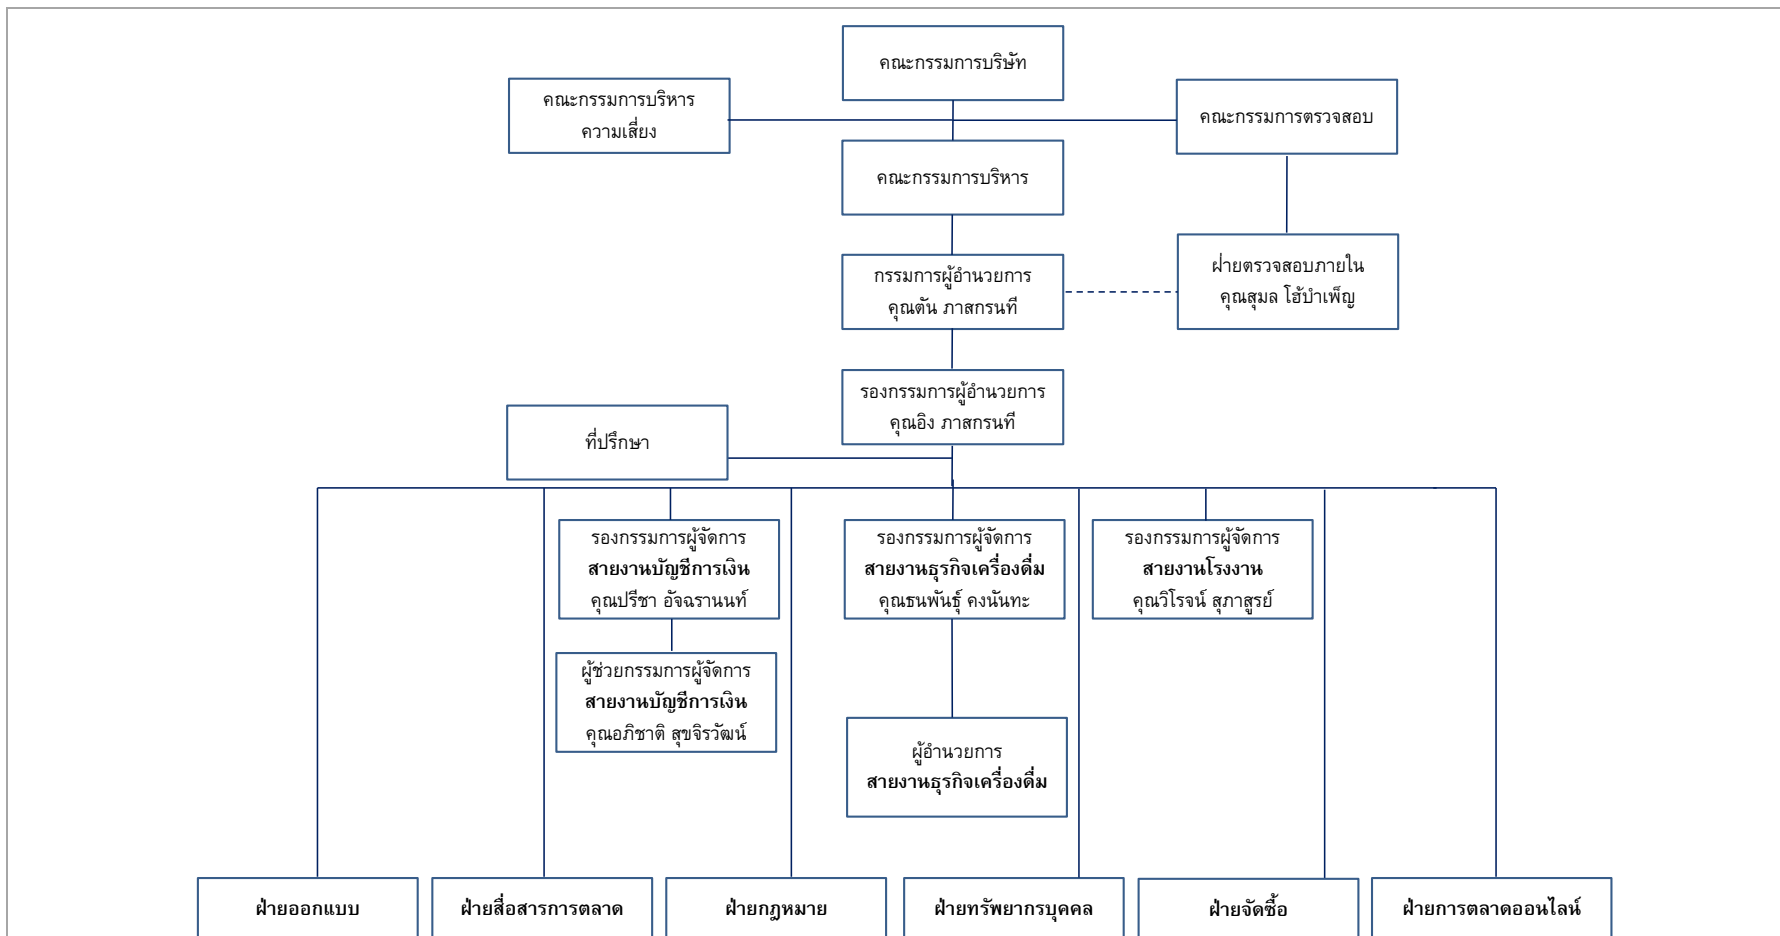 คณะกรรมการบริษัท
คณะกรรมการบริหาร
ความเสี่ยง
คณะกรรมการตรวจสอบ
คณะกรรมการบริหาร
กรรมการผู้อำนวยการ
คุณตัน ภาสกรนที
ฝ่ายตรวจสอบภายใน
คุณสุมล โฮ้บำเพ็ญ
รองกรรมการผู้อำนวยการ
คุณอิง ภาสกรนที
ที่ปรึกษา
รองกรรมการผู้จัดการ
สายงานบัญชีการเงิน
คุณปรีชา อัจฉรานนท์
รองกรรมการผู้จัดการ
สายงานธุรกิจเครื่องดื่ม
คุณธนพันธุ์ คงนันทะ
รองกรรมการผู้จัดการ
สายงานโรงงาน
คุณวิโรจน์ สุภาสูรย์
ผู้ช่วยกรรมการผู้จัดการ
สายงานบัญชีการเงิน
คุณอภิชาติ สุขจิรวัฒน์
ผู้อำนวยการ
สายงานธุรกิจเครื่องดื่ม
ฝ่ายออกแบบ
ฝ่ายสื่อสารการตลาด
ฝ่ายกฎหมาย
ฝ่ายทรัพยากรบุคคล
ฝ่ายจัดซื้อ
ฝ่ายการตลาดออนไลน์